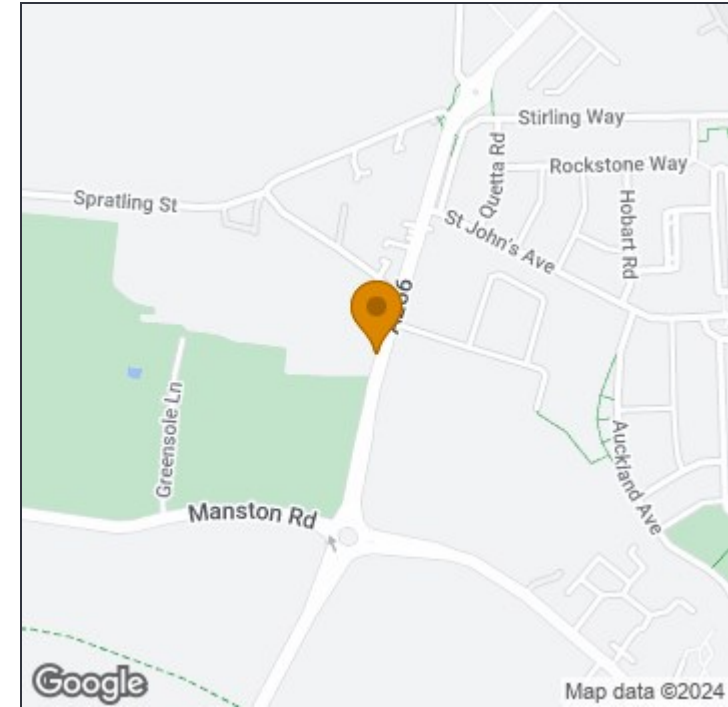 Stirling Way
Quetta Rd
Rockstone Way
Spratling St
Hobart Rd
St John's Ave
Greensole Ln
Auckland Ave
Manston Rd
Google
Map data ©2024